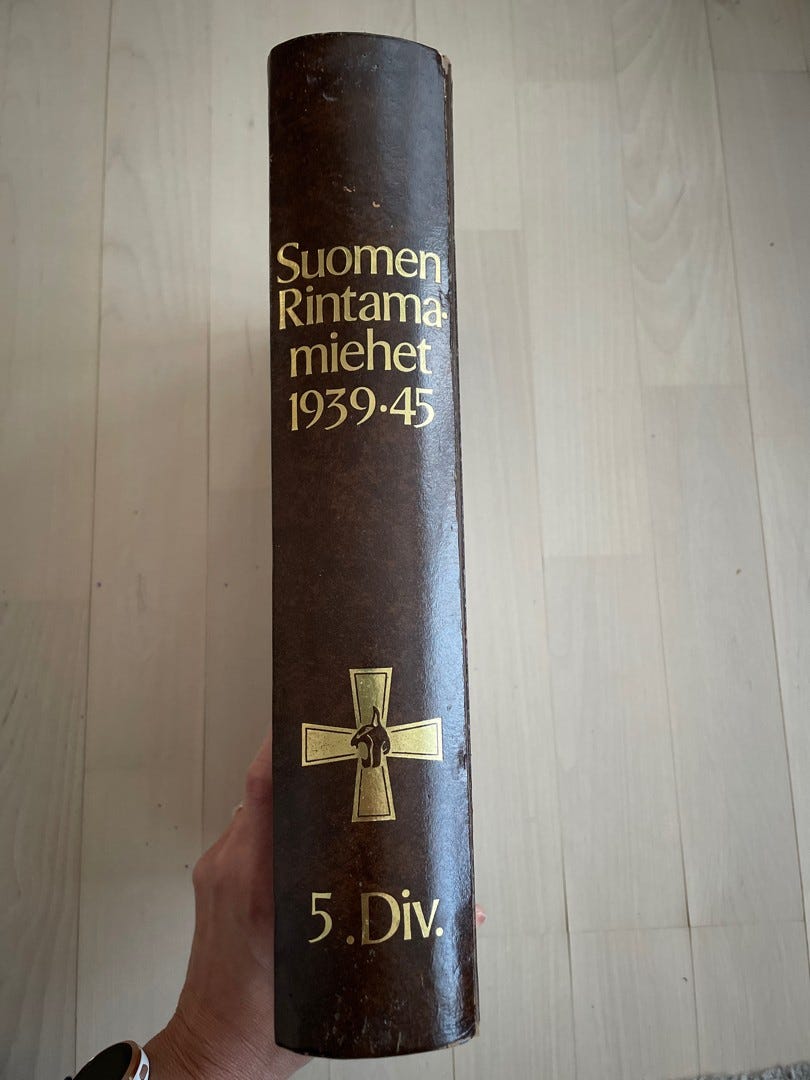 Suomen
Rintama-
miehet
1939·45
5.Div.